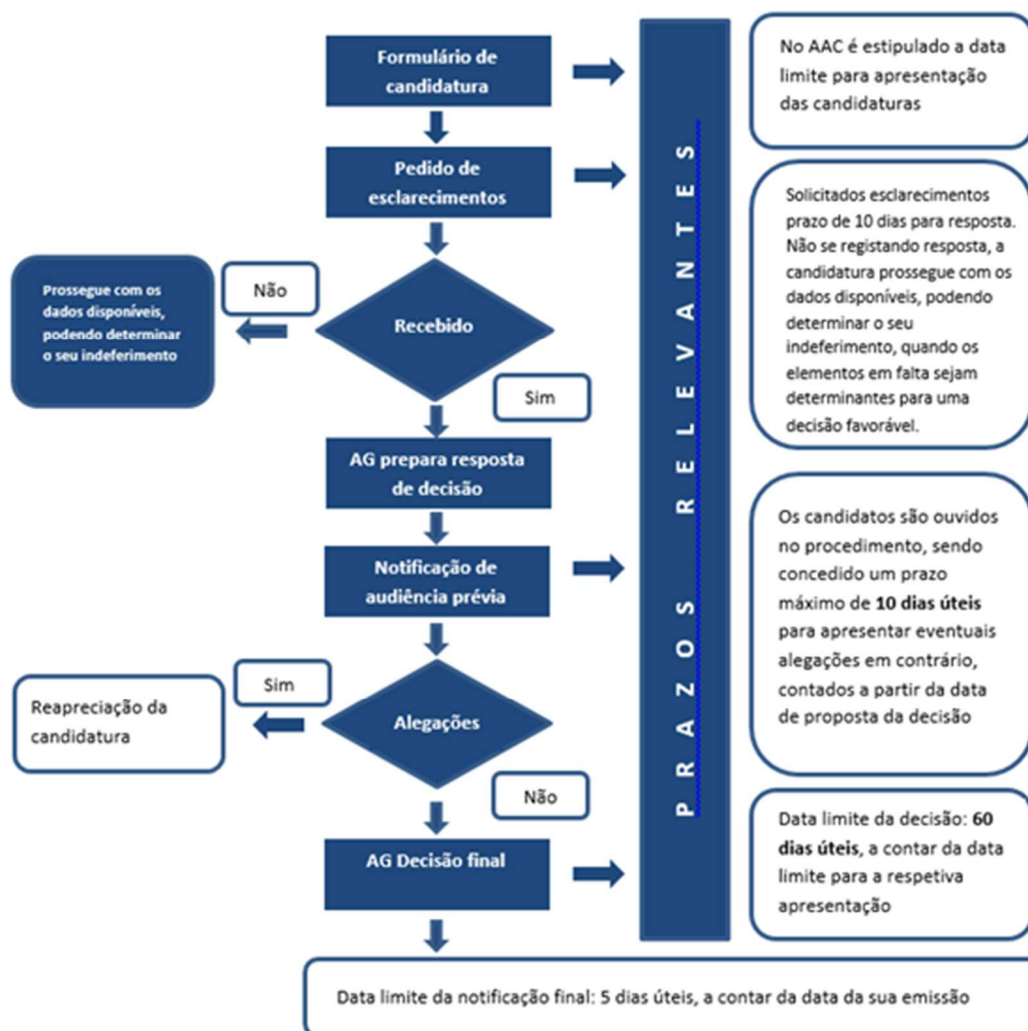 Formulário de
candidatura
No AAC é estipulado a data
limite para apresentação
das candidaturas
Pedido de
esclarecimentos
Solicitados esclarecimentos
prazo de 10 dias para resposta.
Não se registando resposta, a
candidatura prossegue com os
dados disponíveis, podendo
determinar o seu
indeferimento, quando os
elementos em falta sejam
determinantes para uma
decisão favorável.
Recebido
Não
Prossegue com os
dados disponíveis,
podendo determinar
o seu indeferimento
Sim
AG prepara resposta
de decisão
Notificação de
audiência prévia
Os candidatos são ouvidos
no procedimento, sendo
concedido um prazo
máximo de 10 dias úteis
para apresentar eventuais
alegações em contrário,
contados a partir da data
de proposta da decisão
Alegações
Sim
Reapreciação da
candidatura
Não
AG Decisão final
Data limite da decisão: 60
dias úteis, a contar da data
limite para a respetiva
apresentação
PRAZOS RELEVANTES
Data limite da notificação final: 5 dias úteis, a contar da data da sua emissão